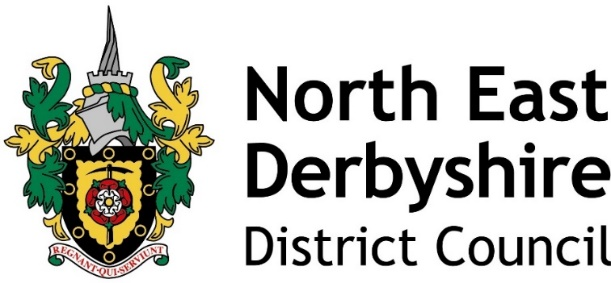 North East
Derbyshire
District Council
REGNANT·QUI·SERVIUNT